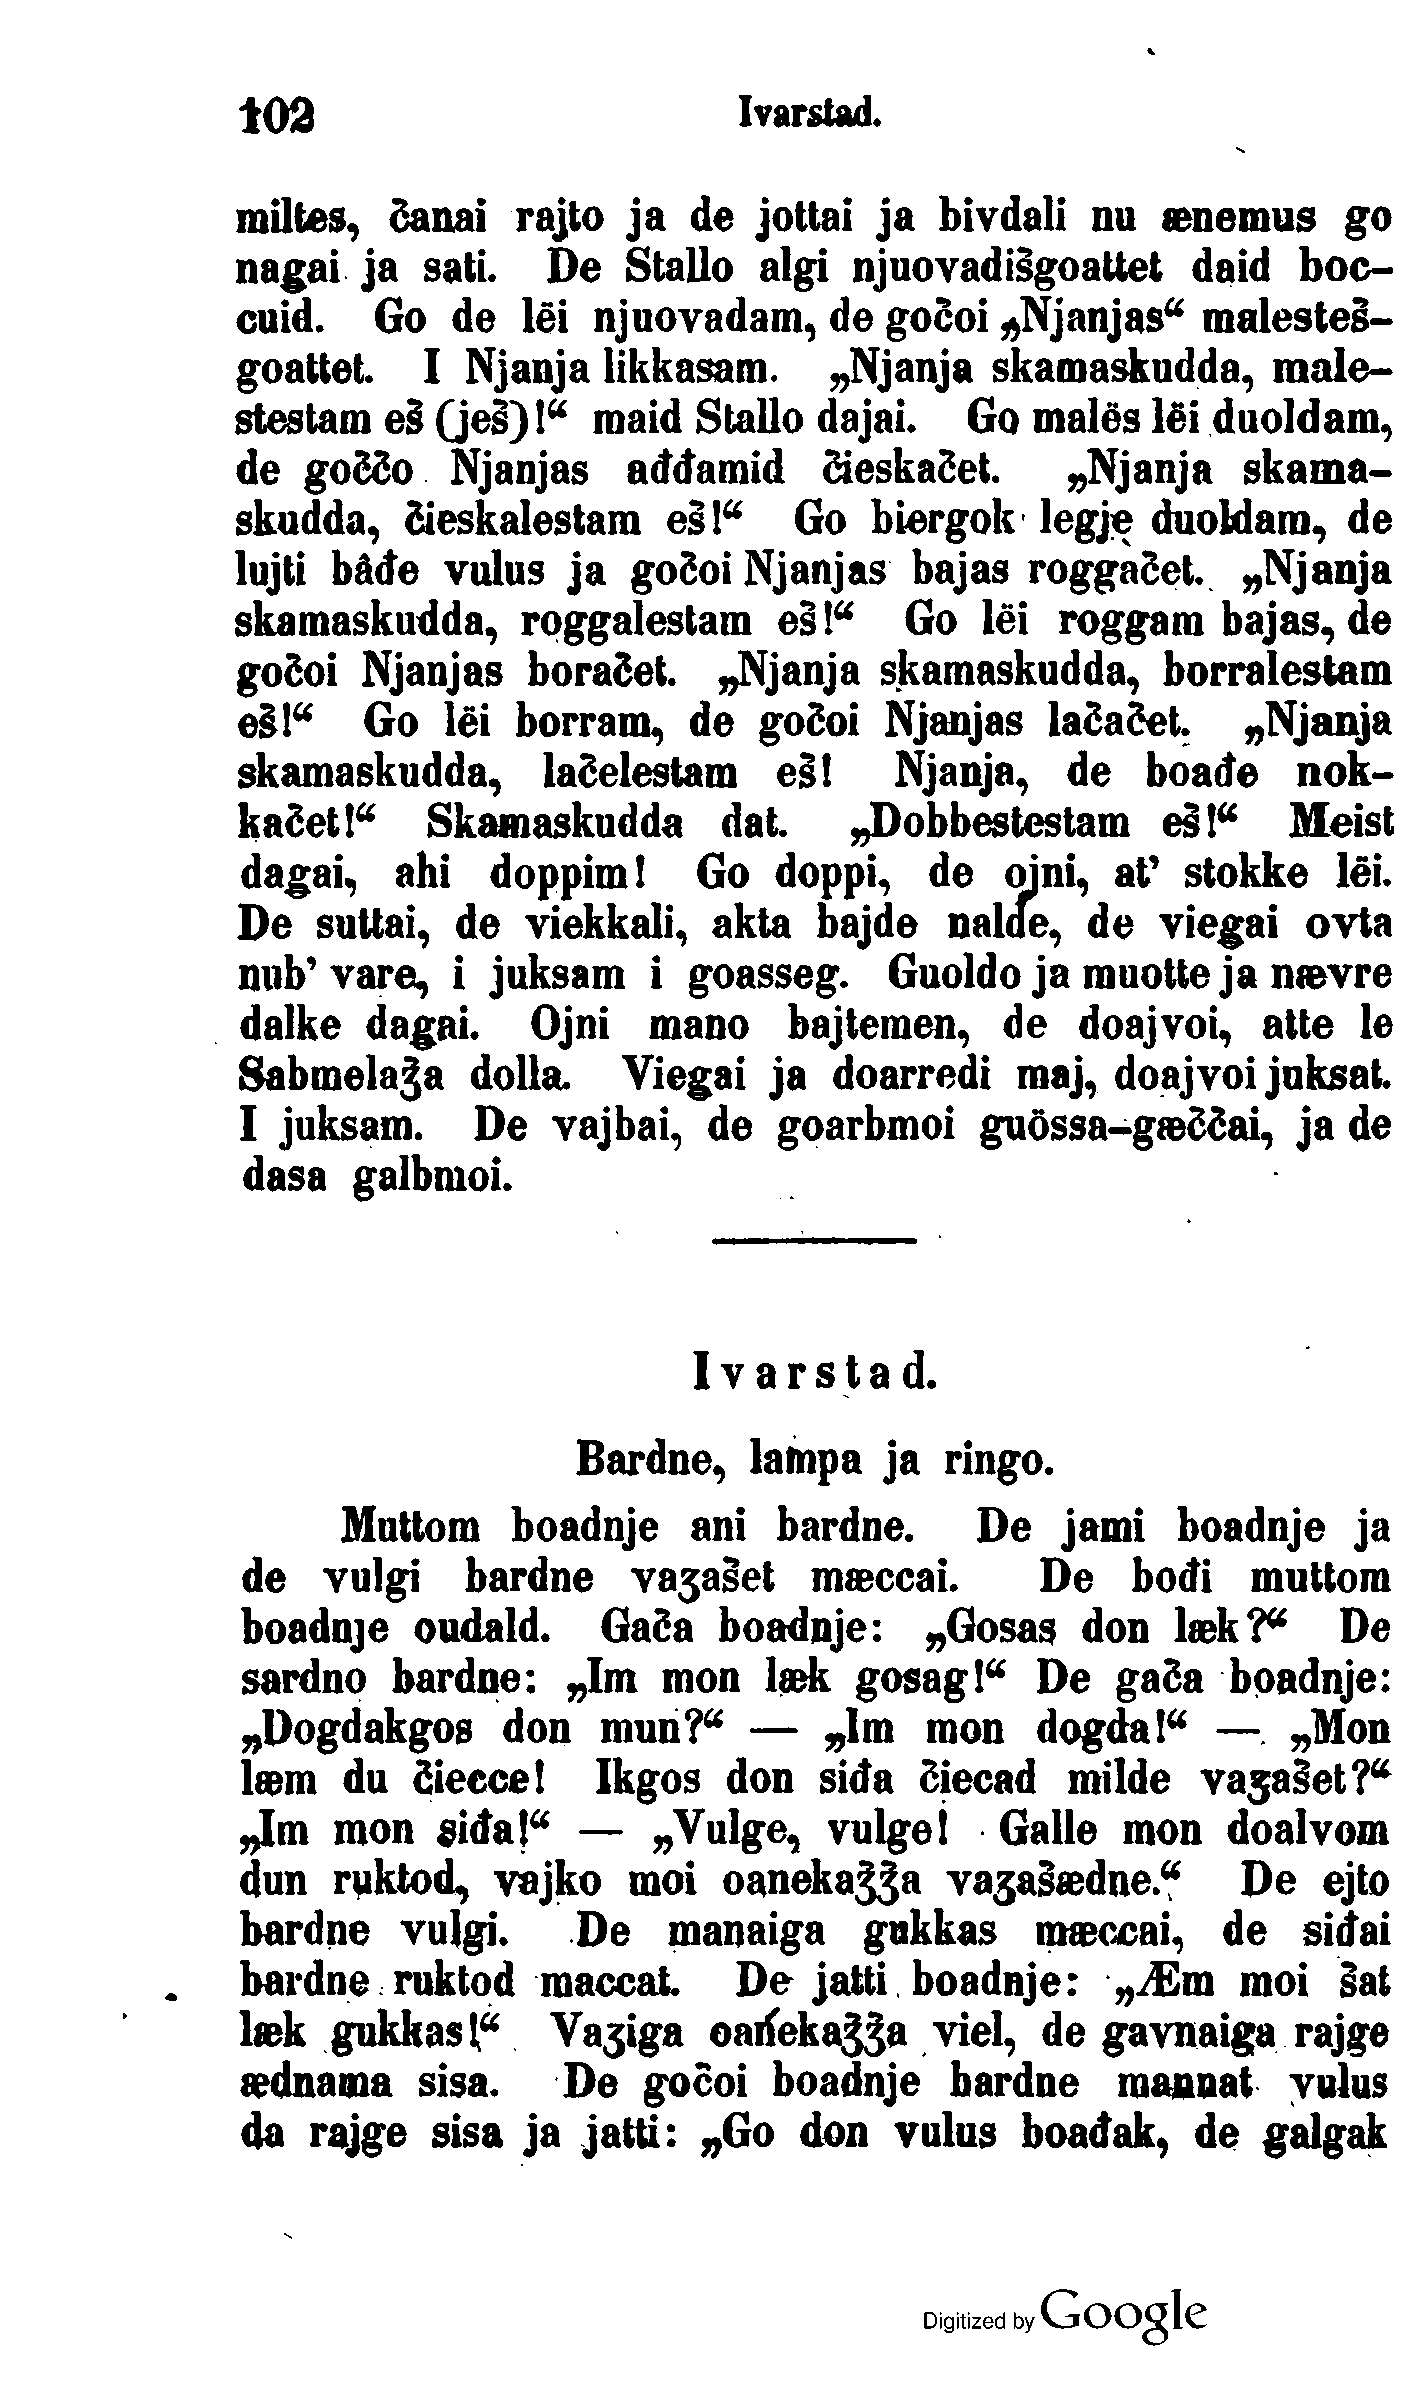 102 Ivarstad.
miltes, čanai rajto ja de jottai ja bivdali nu ænemus go
nagai ja sati. De Stallo algi njuovadišgoattet daid boc-
cuid. Go de lëi njuovadam, de gočoi „Njanjas“ malesteš-
goattet. I Njanja likkasam. „Njanja skamaskudda, male-
stestam eš (ješ)!“ maid Stallo dajai. Go malës lëi duoldam,
de goččo Njanjas ađđamid čieskačet. „Njanja skama-
skudda, čieskalestam eš!“ Go biergok legje duoldam, de
lujti bâđe vulus ja gočoi Njanjas bajas roggačet. „Njanja
skamaskudda, roggalestam eš!“ Go lëi roggam bajas, de
gočoi Njanjas boračet. „Njanja skamaskudda, borralestam
eš!“ Go lëi borram, de gočoi Njanjas lačačet. „Njanja
skamaskudda, lačelestam eš! Njanja, de boađe nok-
kačet!“ Skamaskudda dat. „Dobbestestam eš!“ Meist
dagai, ahi doppim! Go doppi, de ojni, at’ stokke lëi.
De suttai, de viekkali, akta bajde nalde, de viegai ovta
nub’ vare, i juksam i goasseg. Guoldo ja muotte ja nævre
dalke dagai. Ojni mano bajtemen, de doajvoi, atte le
Sabmelaǯa dolla. Viegai ja doarredi maj, doajvoi juksat.
I juksam. De vajbai, de goarbmoi guössa-gæččai, ja de
dasa galbmoi.
Ivarstad.
Bardne, lampa ja ringo.
Muttom boadnje ani bardne. De jami boadnje ja
de vulgi bardne vaʒašet mæccai. De bođi muttom
boadnje oudald. Gača boadnje: „Gosas don læk?“ De
sardno bardne: „Im mon læk gosag!“ De gača boadnje:
„Dogdakgos don mun?“ — „Im mon dogda!“ — „Mon
læm du čiecce! Ikgos don siđa čiecad milde vaʒašet?“
„Im mon siđa!“ — „Vulge, vulge! Galle mon doalvom
dun ruktod, vajko moi oanekaǯǯa vaʒašædne.“ De ejto
bardne vulgi. De manaiga gukkas mæccai, de siđai
bardne ruktod maccat. De jatti boadnje: „Æm moi šat
læk gukkas!“ Vaʒiga oańekaǯǯa viel, de gavnaiga rajge
ædnama sisa. De gočoi boadnje bardne mannat vulus
da rajge sisa ja jatti: „Go don vulus boađak, de galgak
Digitized by Google